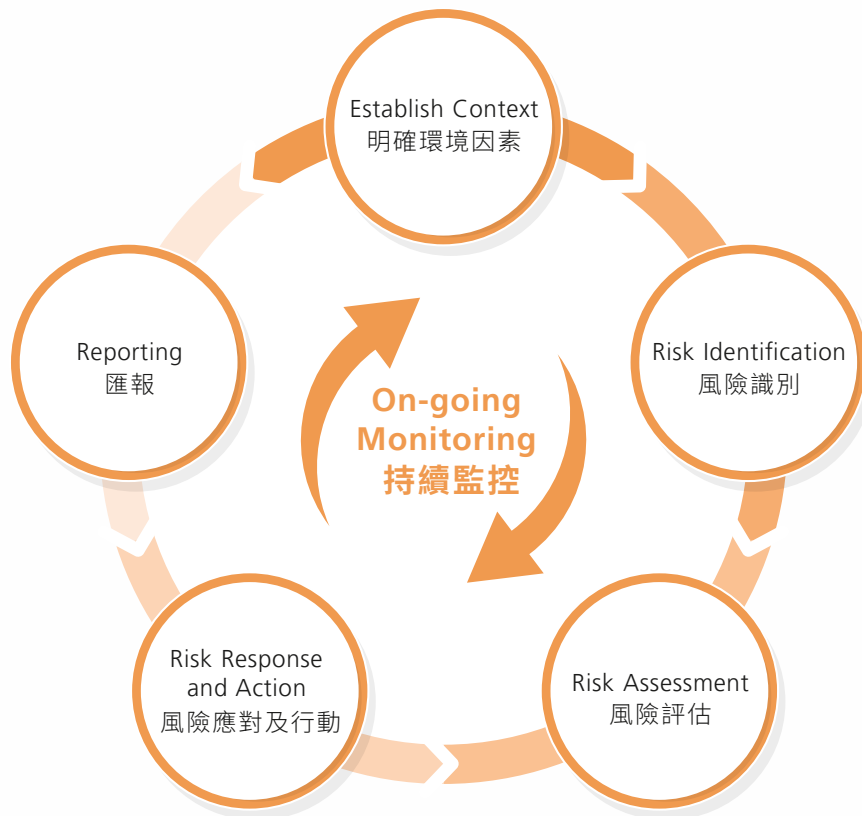 Establish Context
明確環境因素
Risk Identification
風險識別
Risk Assessment
風險評估
Risk Response
and Action
風險應對及行動
Reporting
匯報
On-going
Monitoring
持續監控